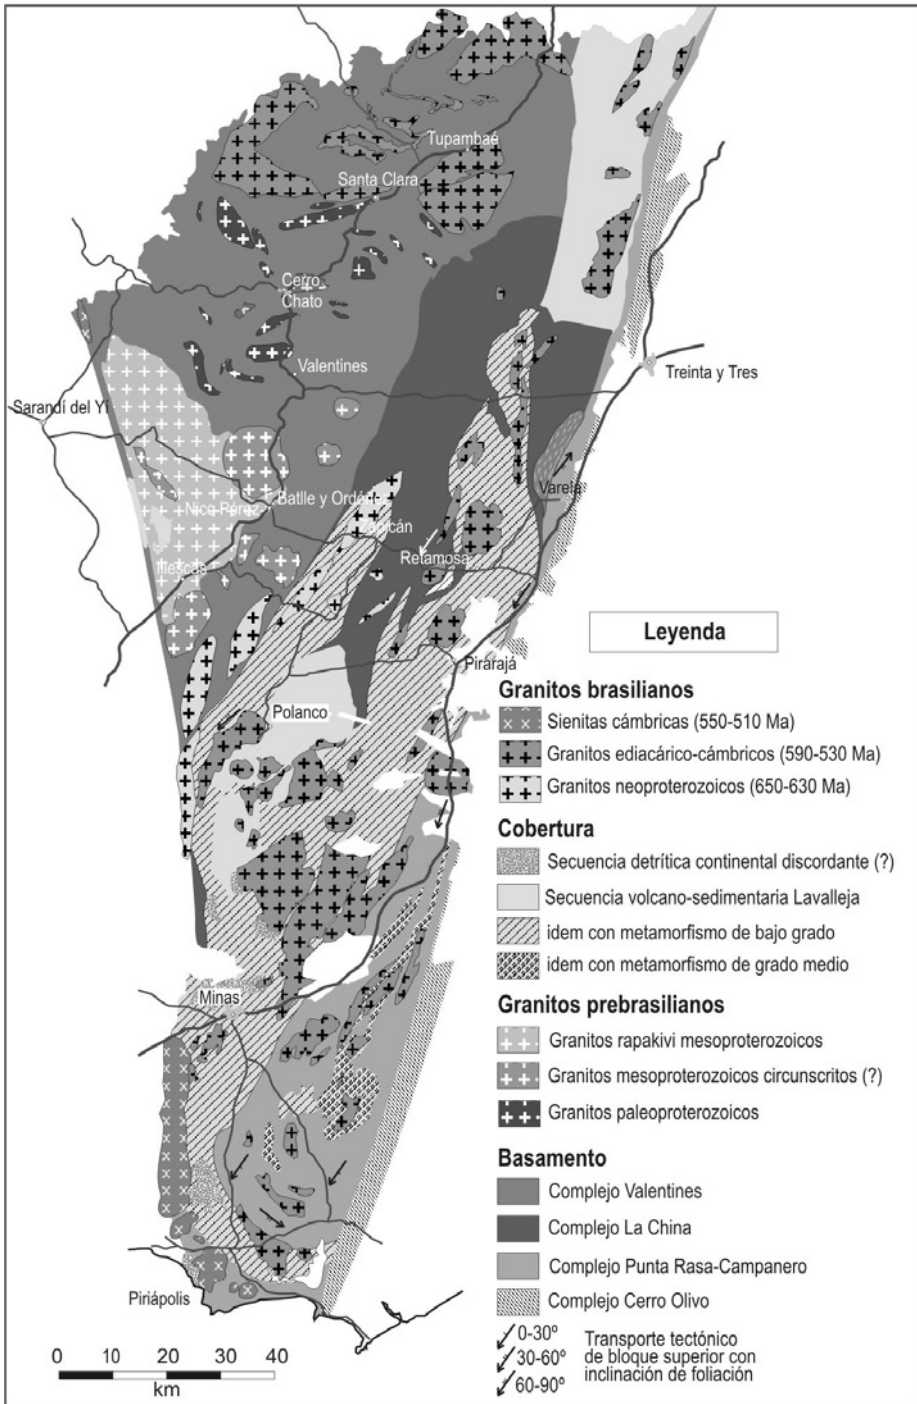 Tupambaé
Santa Clara
Cerro
Chato
Valentines
Treinta y Tres
Sarandí del Yí
Batlle y Ordóñez
Nico Pérez
Varela
Zapicán
Retamosa
Illescas
Pirarajá
Polanco
Minas
Piriápolis
0 10 20 30 40
km
Leyenda
Granitos brasilianos
Sienitas cámbricas (550-510 Ma)
Granitos ediacárico-cámbricos (590-530 Ma)
Granitos neoproterozoicos (650-630 Ma)
Cobertura
Secuencia detrítica continental discordante (?)
Secuencia volcano-sedimentaria Lavalleja
idem con metamorfismo de bajo grado
idem con metamorfismo de grado medio
Granitos prebrasilianos
Granitos rapakivi mesoproterozoicos
Granitos mesoproterozoicos circunscritos (?)
Granitos paleoproterozoicos
Basamento
Complejo Valentines
Complejo La China
Complejo Punta Rasa-Campanero
Complejo Cerro Olivo
0-30º
30-60º
60-90º
Transporte tectónico
de bloque superior con
inclinación de foliación